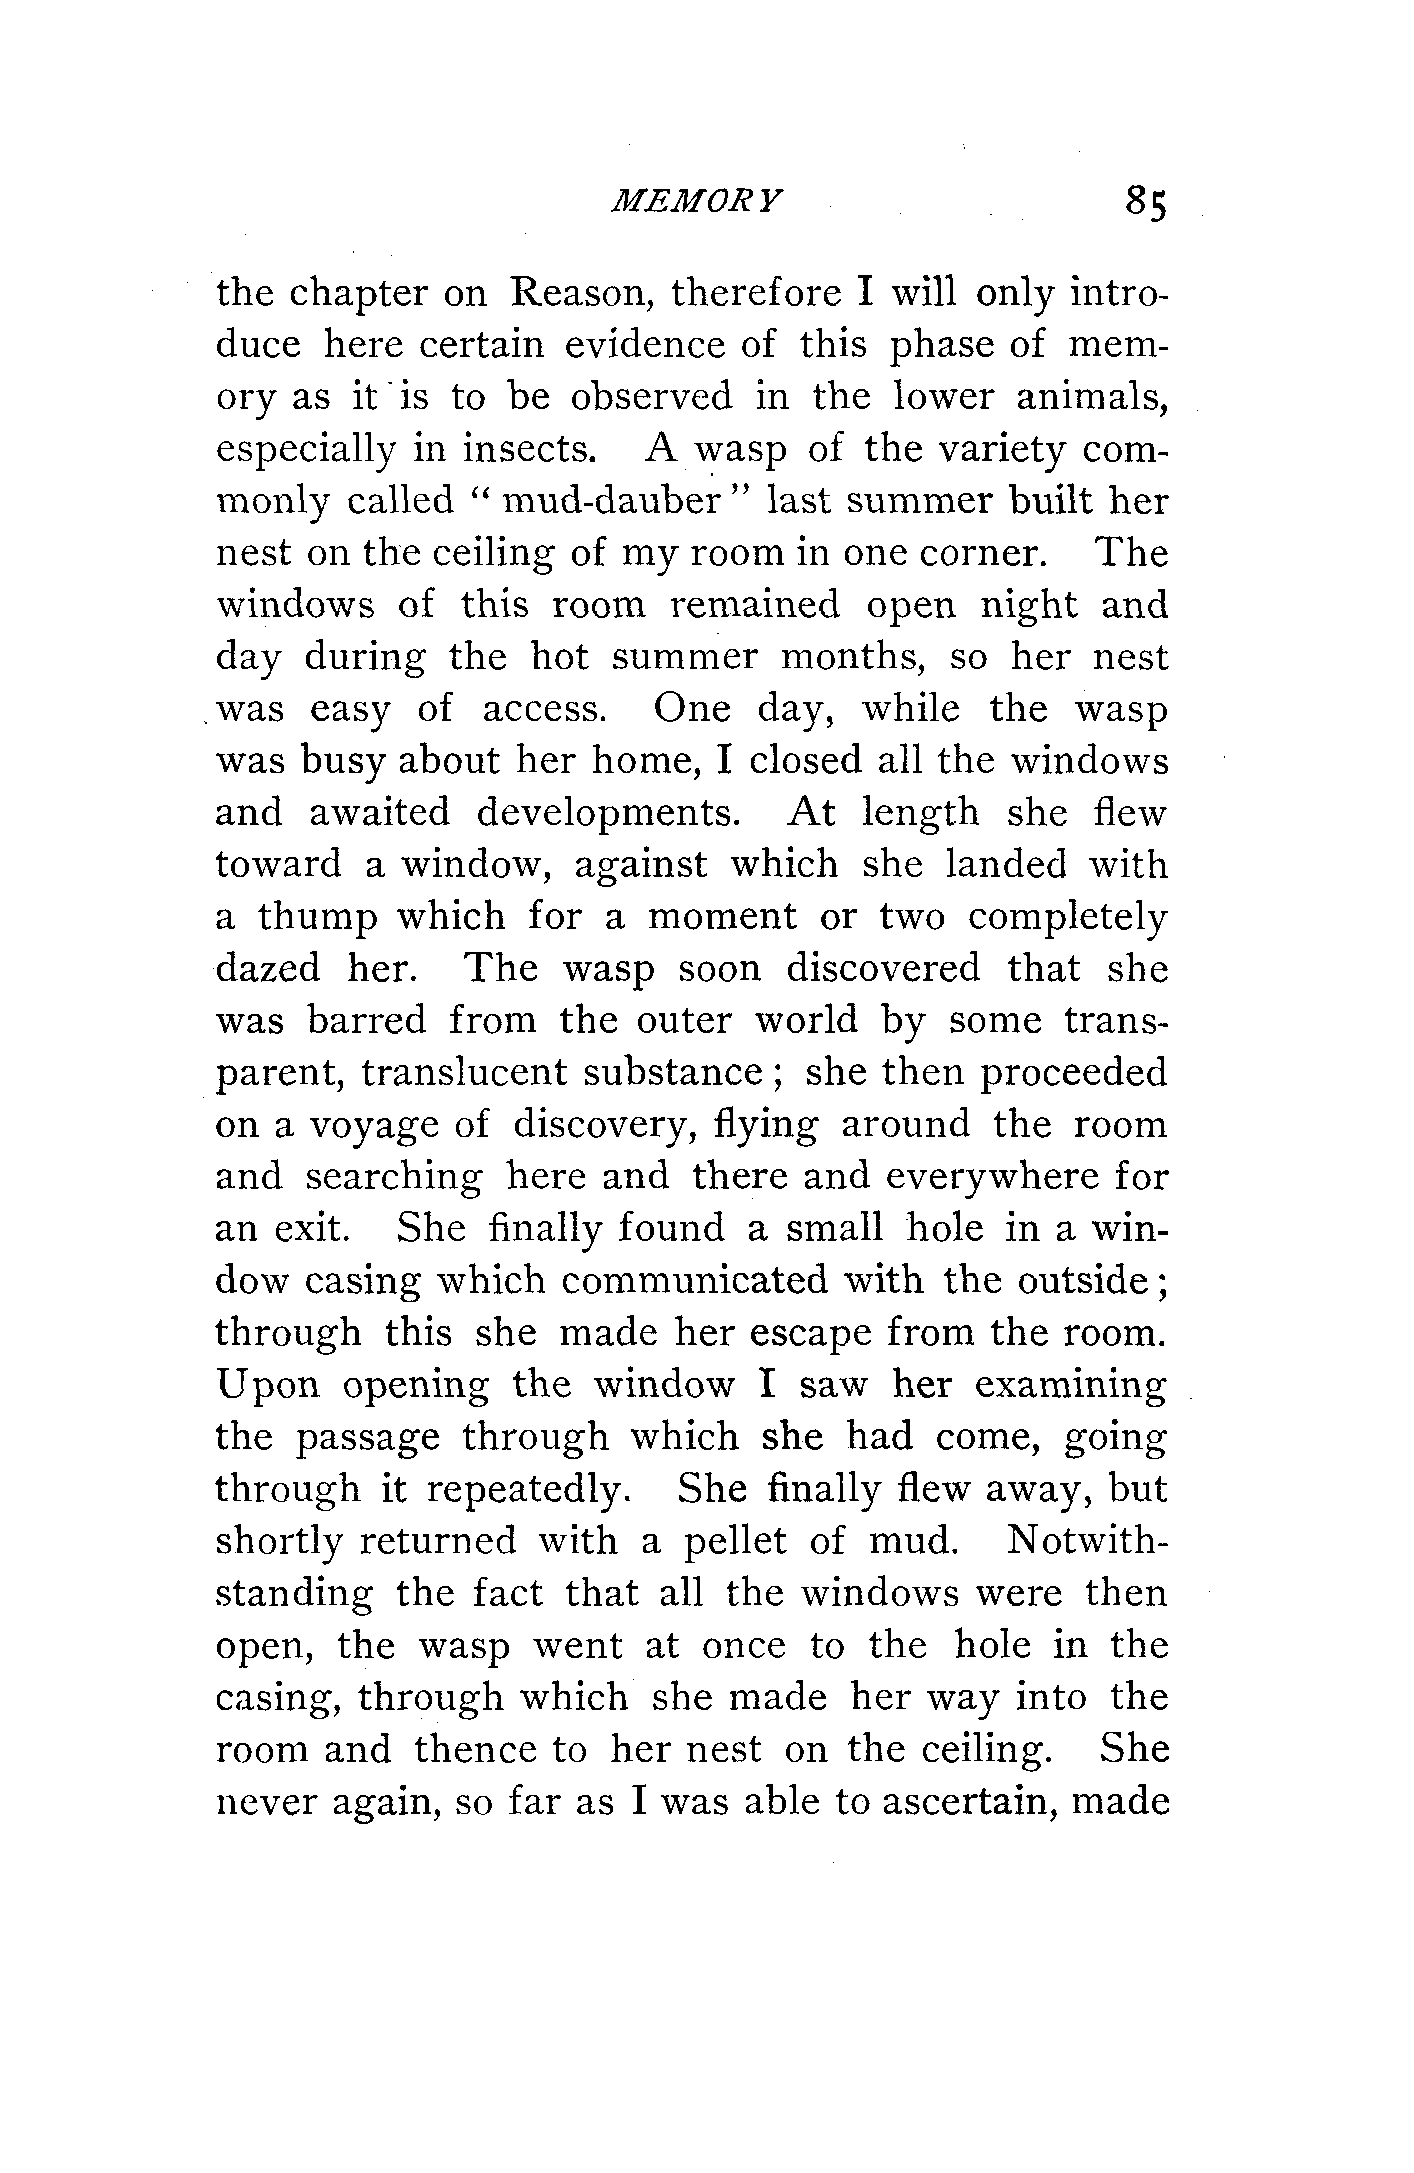 MEMORY 85
the chapter on Reason, therefore I will only intro-
duce here certain evidence of this phase of mem-
ory as it is to be observed in the lower animals,
especially in insects. A wasp of the variety com-
monly called “ mud-dauber ” last summer built her
nest on the ceiling of my room in one corner. The
windows of this room remained open night and
day during the hot summer months, so her nest
was easy of access. One day, while the wasp
was busy about her home, I closed all the windows
and awaited developments. At length she flew
toward a window, against which she landed with
a thump which for a moment or two completely
dazed her. The wasp soon discovered that she
was barred from the outer world by some trans-
parent, translucent substance ; she then proceeded
on a voyage of discovery, flying around the room
and searching here and there and everywhere for
an exit. She finally found a small hole in a win-
dow casing which communicated with the outside ;
through this she made her escape from the room.
Upon opening the window I saw her examining
the passage through which she had come, going
through it repeatedly. She finally flew away, but
shortly returned with a pellet of mud. Notwith-
standing the fact that all the windows were then
open, the wasp went at once to the hole in the
casing, through which she made her way into the
room and thence to her nest on the ceiling. She
never again, so far as I was able to ascertain, made